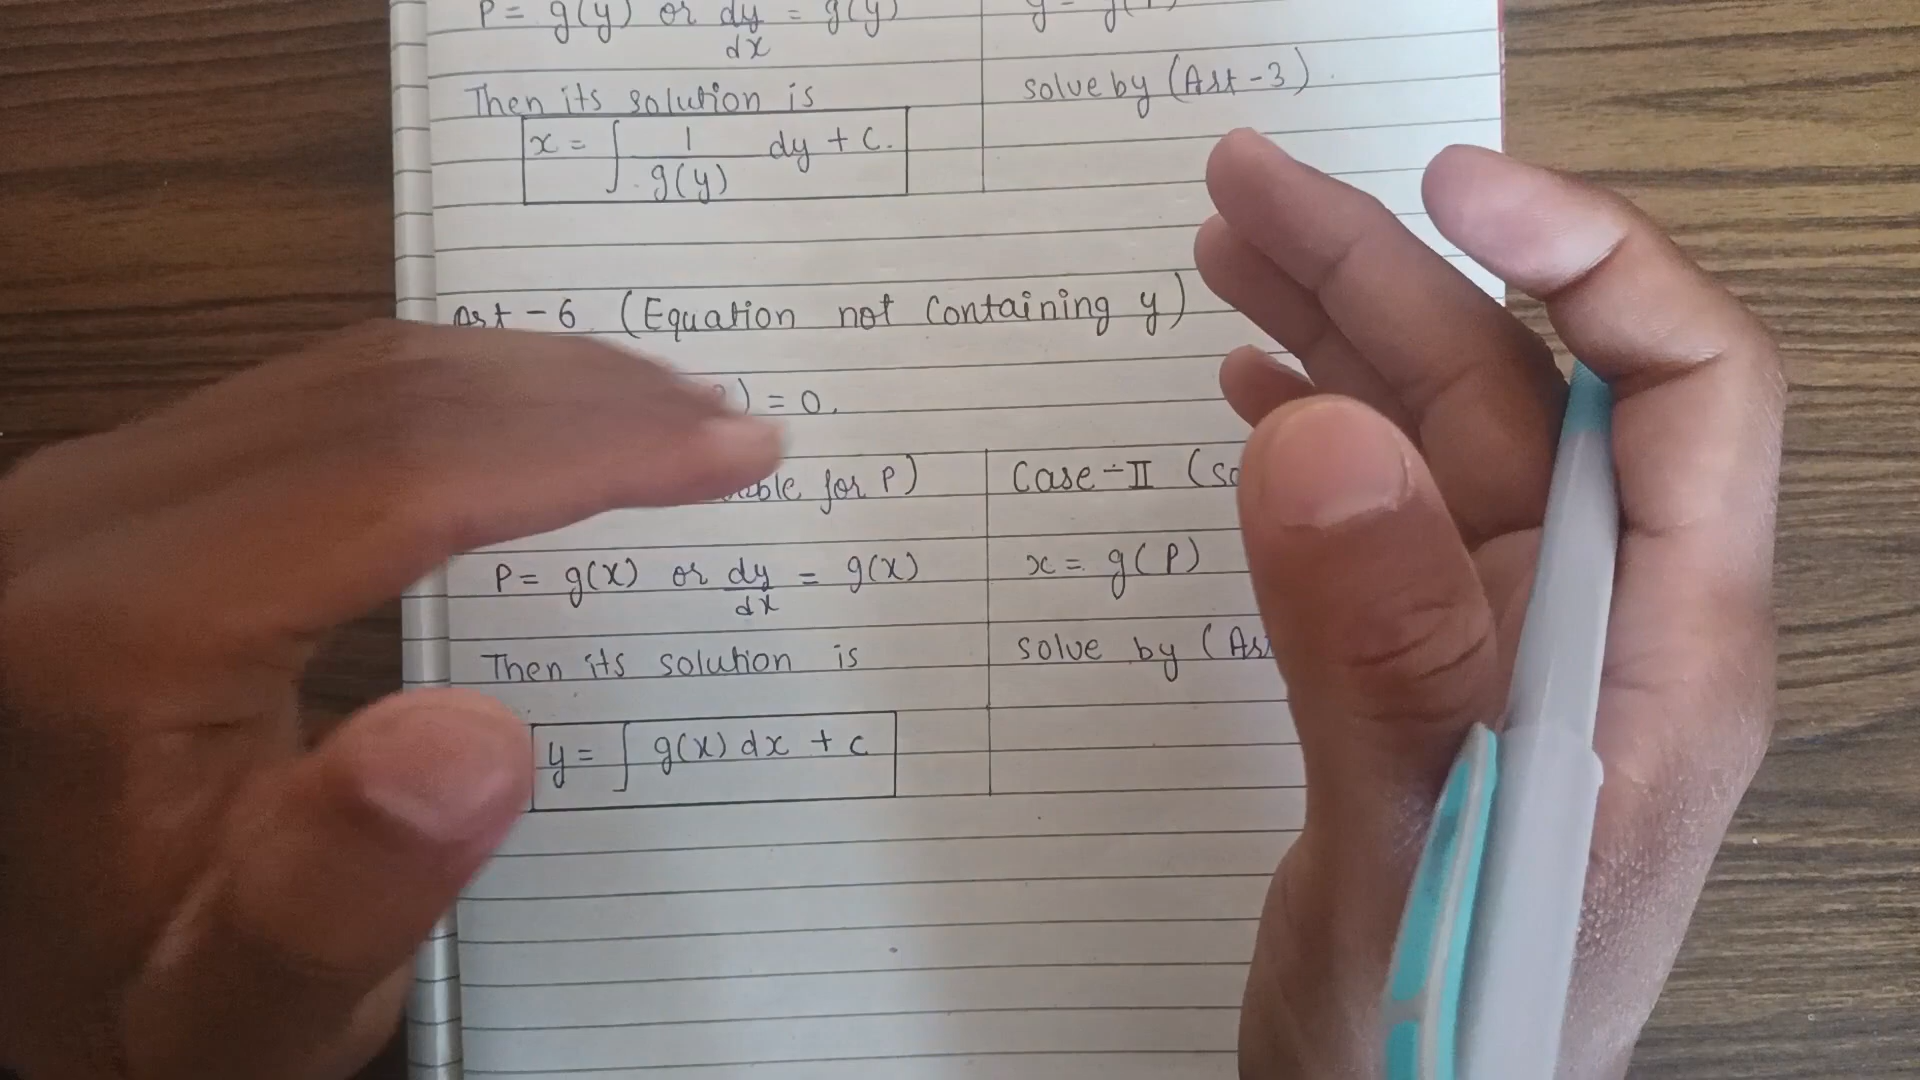 P = g(y) or dy/dx = g(y)
Then its solution is
x = ∫ 1/g(y) dy + c.
solve by (Art-3).
Art-6 (Equation not Containing y)
) = 0.
for P)
P = g(x) or dy/dx = g(x)
Then its solution is
y = ∫ g(x) dx + c
Case-II
x = g(P)
solve by